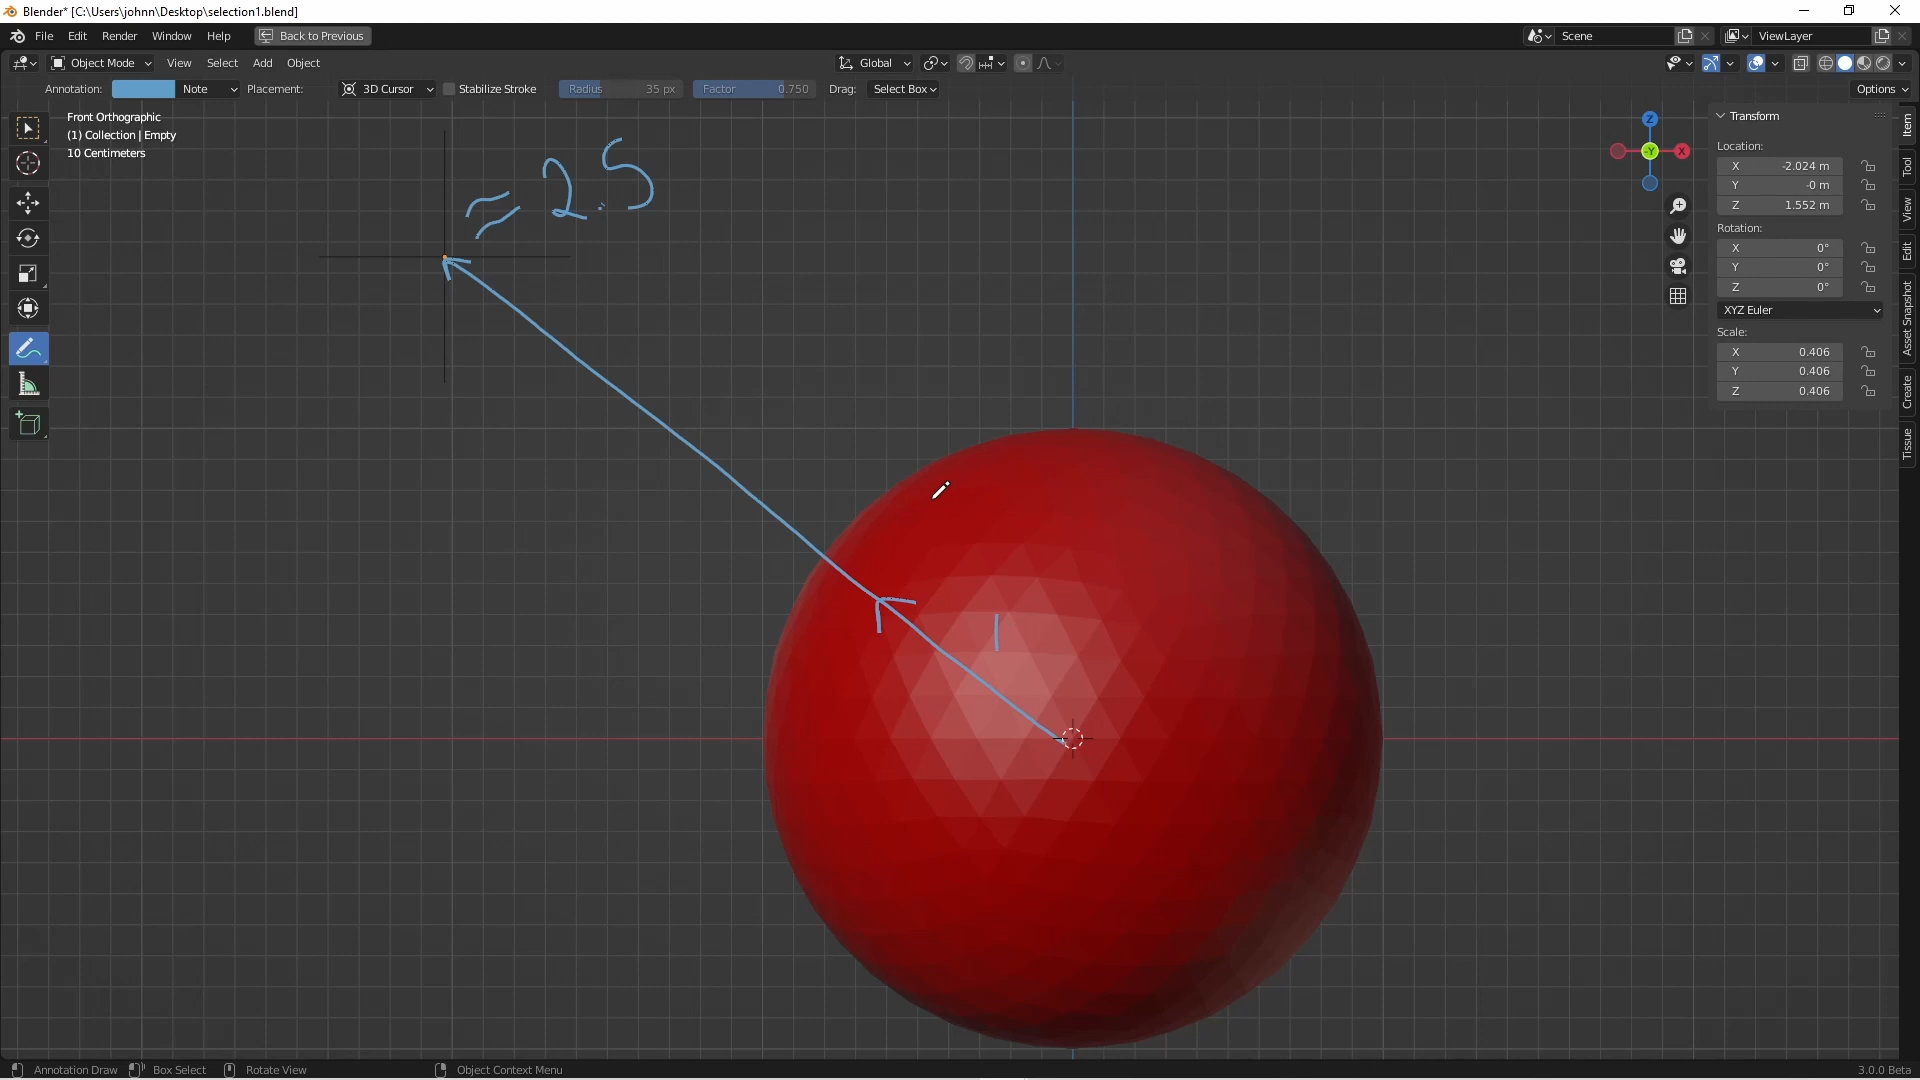 Blender* [C:\Users\johnn\Desktop\selection1.blend]
File Edit Render Window Help Back to Previous Scene ViewLayer
Object Mode View Select Add Object Global
Annotation: Note Placement: 3D Cursor Stabilize Stroke Radius 35 px Factor 0.750 Drag: Select Box Options
Front Orthographic
(1) Collection | Empty
10 Centimeters
≈ 2.5
1
Z
X
-Y
Transform
Location:
X -2.024 m
Y -0 m
Z 1.552 m
Rotation:
X 0°
Y 0°
Z 0°
XYZ Euler
Scale:
X 0.406
Y 0.406
Z 0.406
Item
Tool
View
Edit
Asset Snapshot
Create
Tissue
Annotation Draw Box Select Rotate View Object Context Menu 3.0.0 Beta